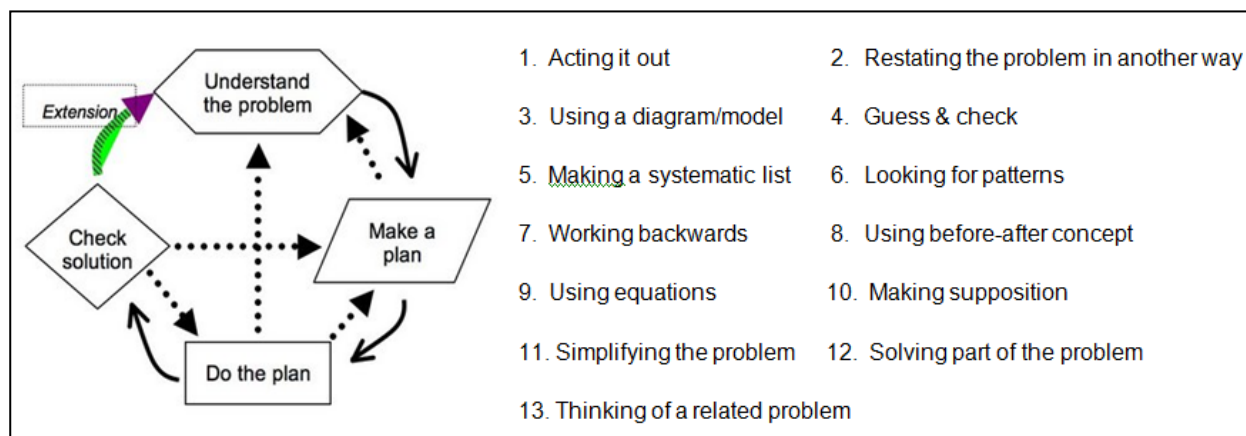 Understand
the problem
Extension
Check
solution
Make a
plan
Do the plan
1. Acting it out
2. Restating the problem in another way
3. Using a diagram/model
4. Guess & check
5. Making a systematic list
6. Looking for patterns
7. Working backwards
8. Using before-after concept
9. Using equations
10. Making supposition
11. Simplifying the problem
12. Solving part of the problem
13. Thinking of a related problem